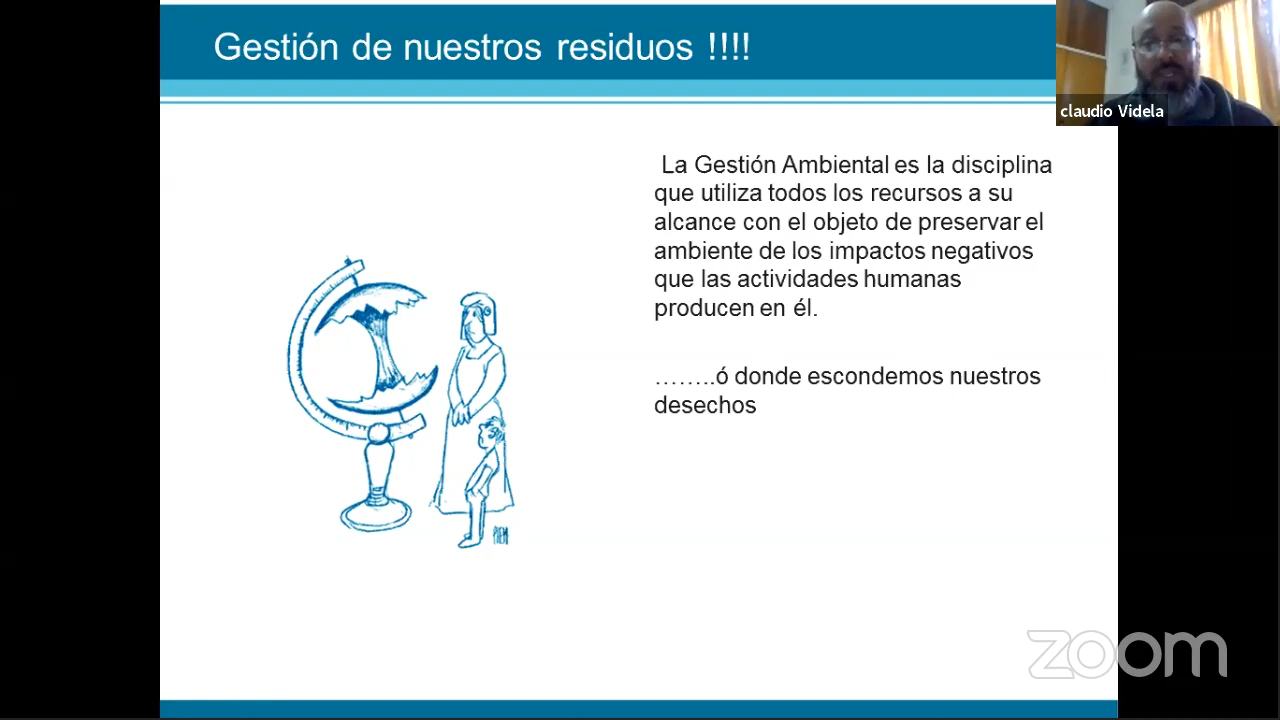 Gestión de nuestros residuos !!!!
claudio Videla
La Gestión Ambiental es la disciplina
que utiliza todos los recursos a su
alcance con el objeto de preservar el
ambiente de los impactos negativos
que las actividades humanas
producen en él.
……..ó donde escondemos nuestros
desechos
PIEM
zoom